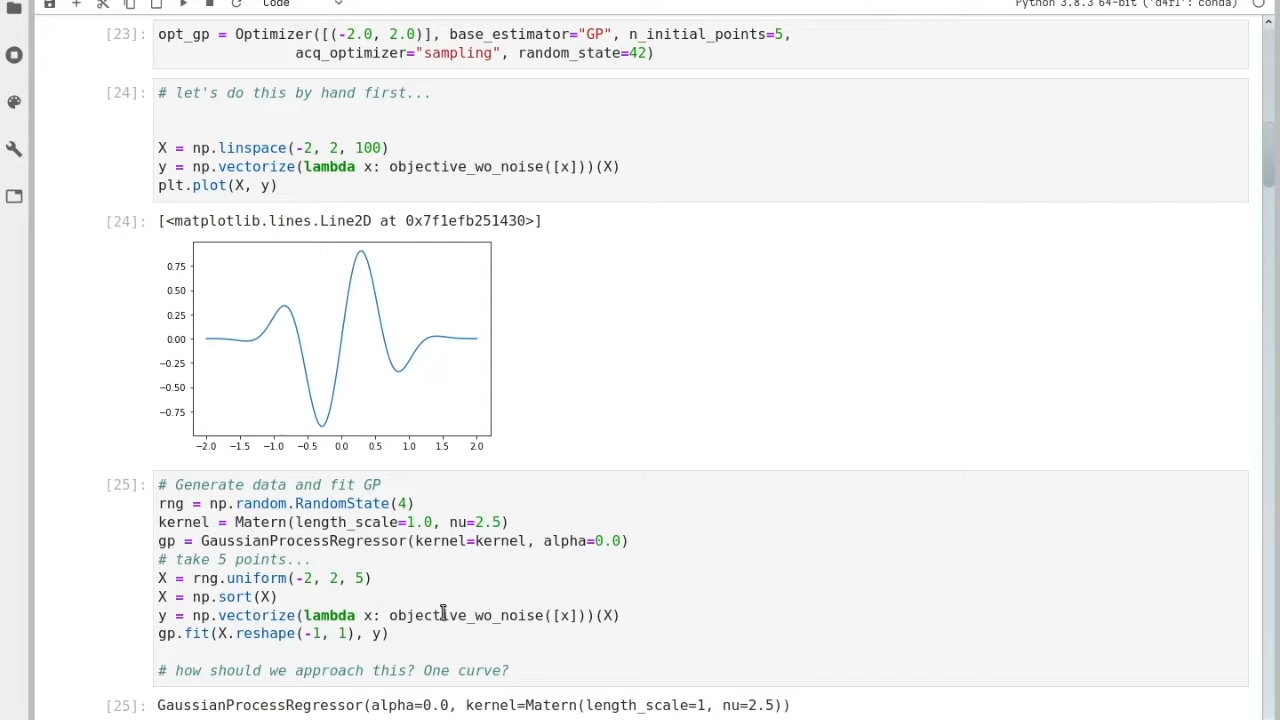 Code
Python 3.8.3 64-bit ('d4fl': conda)
[23]: opt_gp = Optimizer([(-2.0, 2.0)], base_estimator="GP", n_initial_points=5,
acq_optimizer="sampling", random_state=42)
[24]: # let's do this by hand first...
X = np.linspace(-2, 2, 100)
y = np.vectorize(lambda x: objective_wo_noise([x]))(X)
plt.plot(X, y)
[24]: [<matplotlib.lines.Line2D at 0x7f1efb251430>]
0.75
0.50
0.25
0.00
−0.25
−0.50
−0.75
−2.0 −1.5 −1.0 −0.5 0.0 0.5 1.0 1.5 2.0
[25]: # Generate data and fit GP
rng = np.random.RandomState(4)
kernel = Matern(length_scale=1.0, nu=2.5)
gp = GaussianProcessRegressor(kernel=kernel, alpha=0.0)
# take 5 points...
X = rng.uniform(-2, 2, 5)
X = np.sort(X)
y = np.vectorize(lambda x: objective_wo_noise([x]))(X)
gp.fit(X.reshape(-1, 1), y)
# how should we approach this? One curve?
[25]: GaussianProcessRegressor(alpha=0.0, kernel=Matern(length_scale=1, nu=2.5))